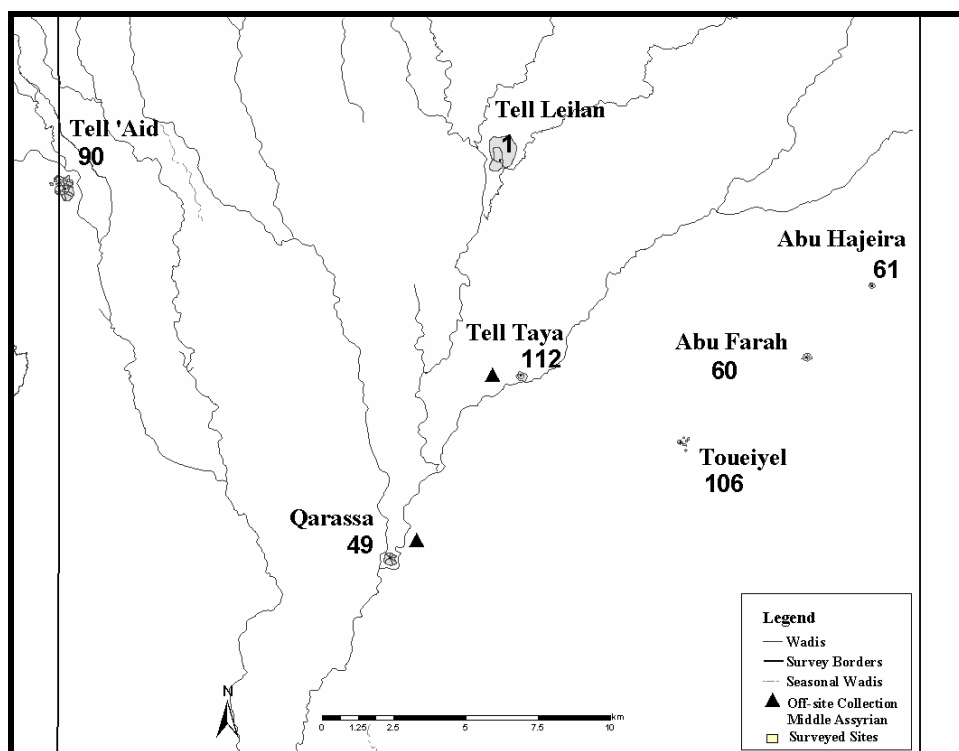 Tell Leilan
1
Tell 'Aid
90
Abu Hajeira
61
Tell Taya
112
Abu Farah
60
Toueiyel
106
Qarassa
49
N
km
0 1.25 2.5 5 7.5 10
Legend
Wadis
Survey Borders
Seasonal Wadis
Off-site Collection
Middle Assyrian
Surveyed Sites